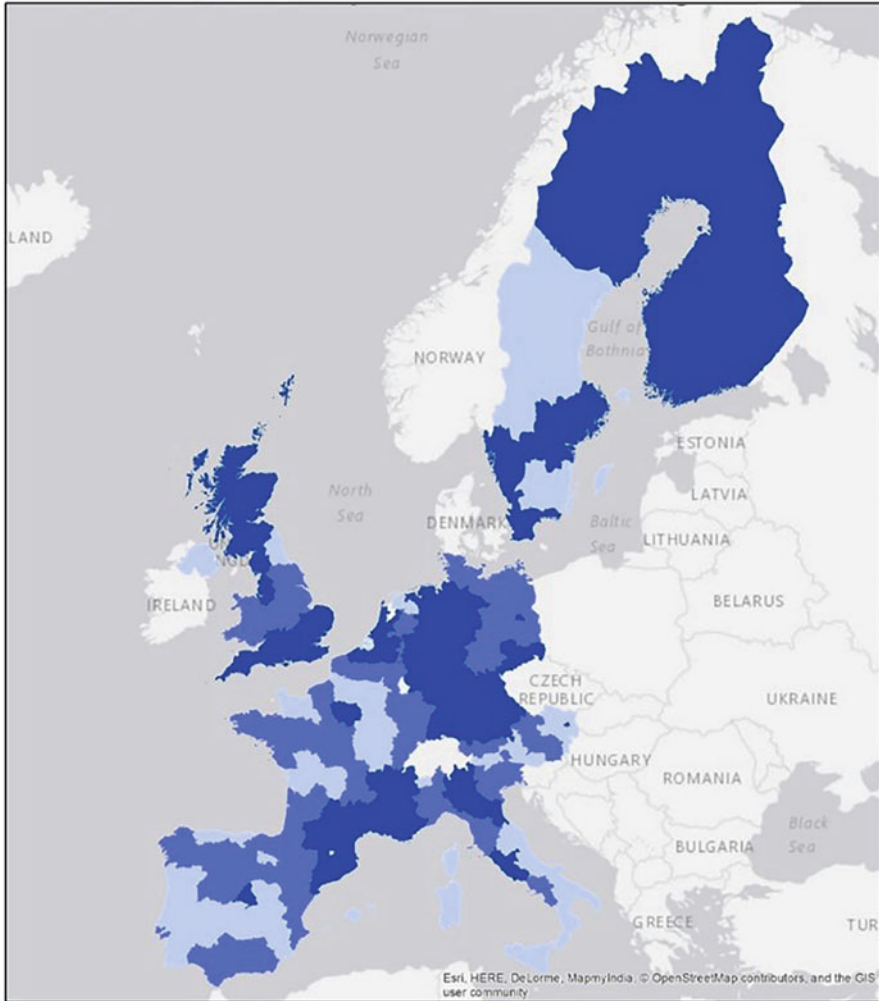 Norwegian
Sea
LAND
NORWAY
Gulf of
Bothnia
ESTONIA
North
Sea
LATVIA
DENMARK
Baltic
Sea
LITHUANIA
NGD
IRELAND
BELARUS
CZECH
REPUBLIC
UKRAINE
HUNGARY
ROMANIA
Black
Sea
BULGARIA
GREECE
TUR
Esri, HERE, DeLorme, MapmyIndia, © OpenStreetMap contributors, and the GIS
user community